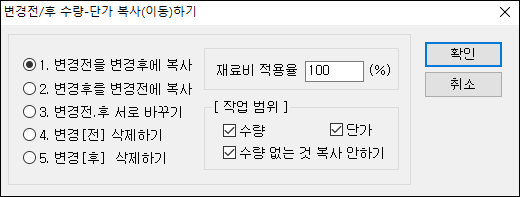 변경전/후 수량-단가 복사(이동)하기
1. 변경전을 변경후에 복사
2. 변경후를 변경전에 복사
3. 변경전.후 서로 바꾸기
4. 변경[전] 삭제하기
5. 변경[후] 삭제하기
재료비 적용율 100 (%)
[ 작업 범위 ]
수량 단가
수량 없는 것 복사 안하기
확인
취소